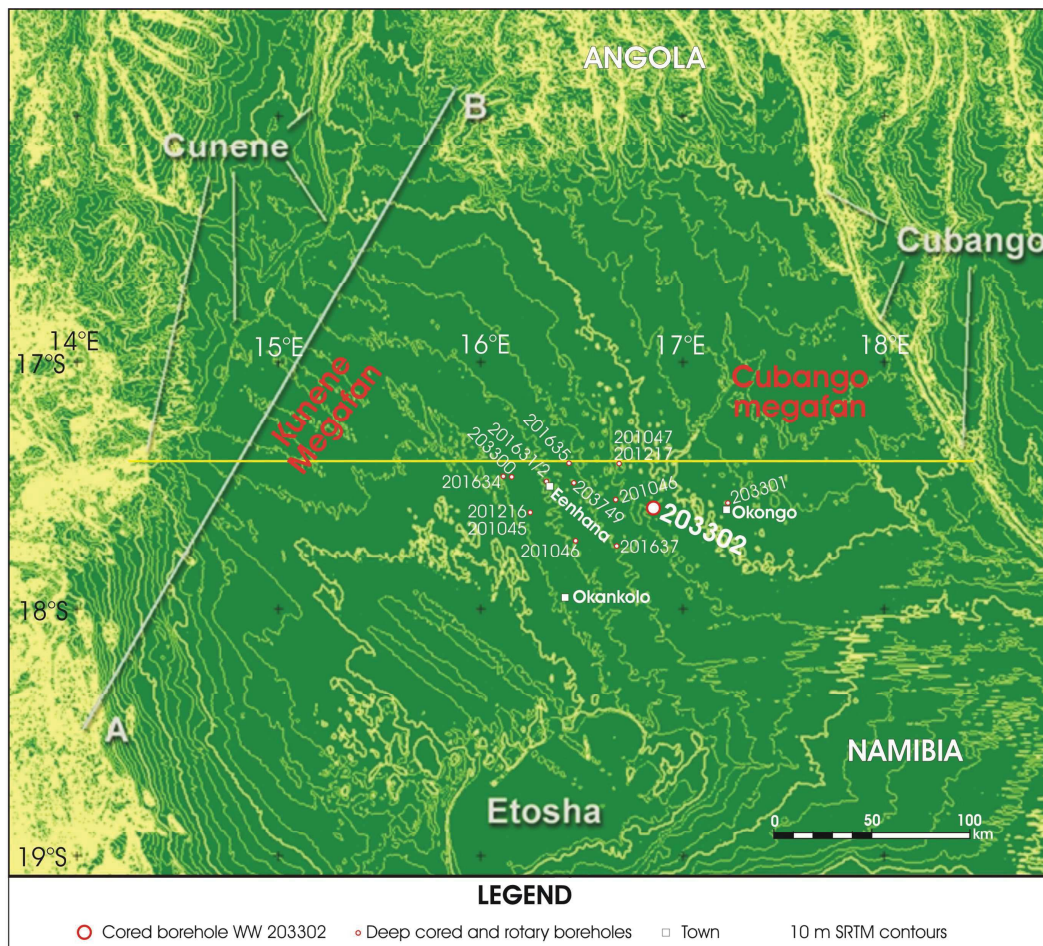 ANGOLA
B
Cunene
Cubango
14°E
17°S
15°E
16°E
17°E
18°E
Kunene
Megafan
Cubango
megafan
201635
201631/2
203300
201634
201047
201217
201046
203749
203301
Okongo
Eenhana
203302
201216
201045
201046
201637
Okankolo
18°S
A
NAMIBIA
Etosha
0 50 100
km
19°S
LEGEND
Cored borehole WW 203302 Deep cored and rotary boreholes Town 10 m SRTM contours